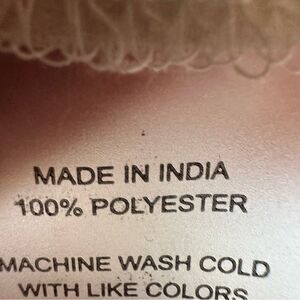 MADE IN INDIA
100% POLYESTER
MACHINE WASH COLD
WITH LIKE COLORS